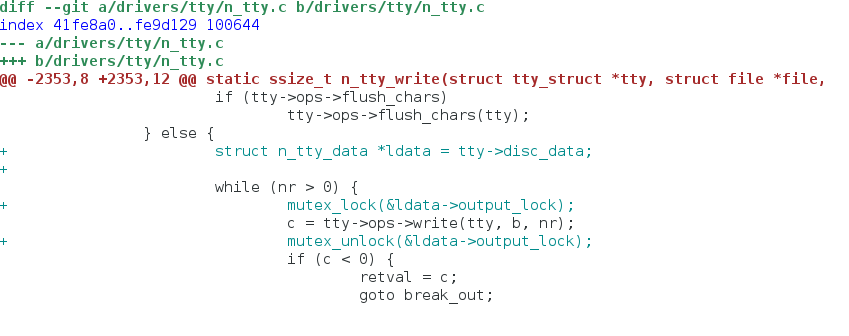 diff --git a/drivers/tty/n_tty.c b/drivers/tty/n_tty.c
index 41fe8a0..fe9d129 100644
--- a/drivers/tty/n_tty.c
+++ b/drivers/tty/n_tty.c
@@ -2353,8 +2353,12 @@ static ssize_t n_tty_write(struct tty_struct *tty, struct file *file,
                        if (tty->ops->flush_chars)
                                tty->ops->flush_chars(tty);
                } else {
+                       struct n_tty_data *ldata = tty->disc_data;
+
                        while (nr > 0) {
+                               mutex_lock(&ldata->output_lock);
                                c = tty->ops->write(tty, b, nr);
+                               mutex_unlock(&ldata->output_lock);
                                if (c < 0) {
                                        retval = c;
                                        goto break_out;